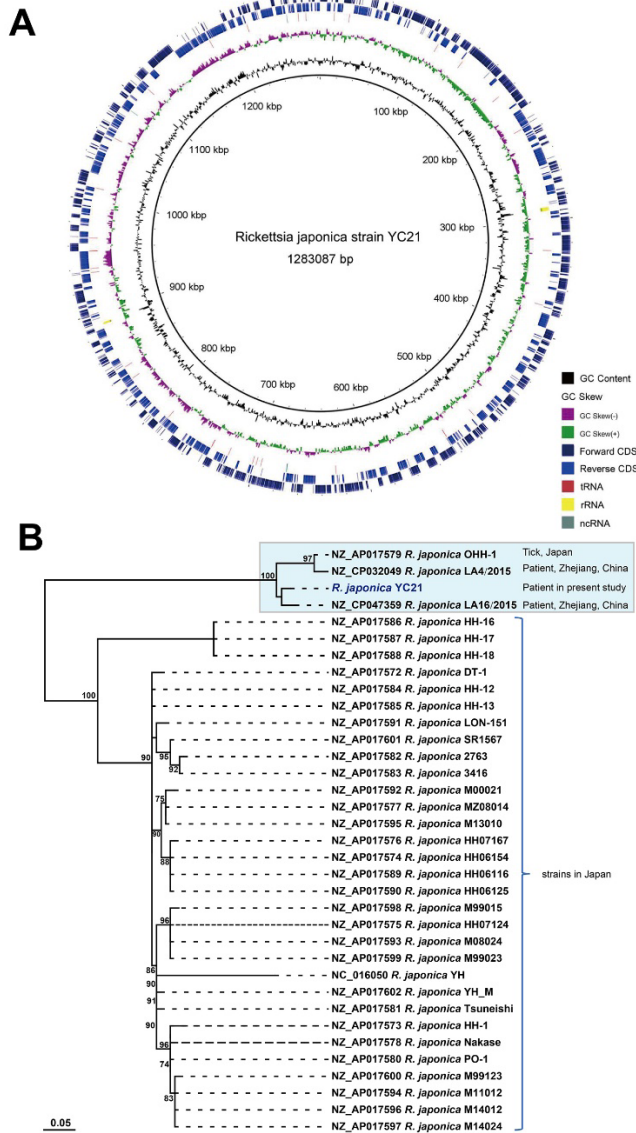 A
1200 kbp
100 kbp
1100 kbp
200 kbp
1000 kbp
300 kbp
Rickettsia japonica strain YC21
1283087 bp
900 kbp
400 kbp
800 kbp
500 kbp
700 kbp
600 kbp
GC Content
GC Skew
GC Skew(-)
GC Skew(+)
Forward CDS
Reverse CDS
tRNA
rRNA
ncRNA
B
97
NZ_AP017579 R. japonica OHH-1 Tick, Japan
NZ_CP032049 R. japonica LA4/2015 Patient, Zhejiang, China
100
R. japonica YC21 Patient in present study
NZ_CP047359 R. japonica LA16/2015 Patient, Zhejiang, China
NZ_AP017586 R. japonica HH-16
NZ_AP017587 R. japonica HH-17
NZ_AP017588 R. japonica HH-18
NZ_AP017572 R. japonica DT-1
NZ_AP017584 R. japonica HH-12
100
NZ_AP017585 R. japonica HH-13
NZ_AP017591 R. japonica LON-151
NZ_AP017601 R. japonica SR1567
90
95
NZ_AP017582 R. japonica 2763
92
NZ_AP017583 R. japonica 3416
NZ_AP017592 R. japonica M00021
75
NZ_AP017577 R. japonica MZ08014
NZ_AP017595 R. japonica M13010
90
NZ_AP017576 R. japonica HH07167
NZ_AP017574 R. japonica HH06154
88
NZ_AP017589 R. japonica HH06116
strains in Japan
NZ_AP017590 R. japonica HH06125
NZ_AP017598 R. japonica M99015
96
NZ_AP017575 R. japonica HH07124
NZ_AP017593 R. japonica M08024
NZ_AP017599 R. japonica M99023
86
NC_016050 R. japonica YH
90
NZ_AP017602 R. japonica YH_M
91
NZ_AP017581 R. japonica Tsuneishi
90
NZ_AP017573 R. japonica HH-1
96
NZ_AP017578 R. japonica Nakase
NZ_AP017580 R. japonica PO-1
74
NZ_AP017600 R. japonica M99123
NZ_AP017594 R. japonica M11012
83
NZ_AP017596 R. japonica M14012
NZ_AP017597 R. japonica M14024
0.05